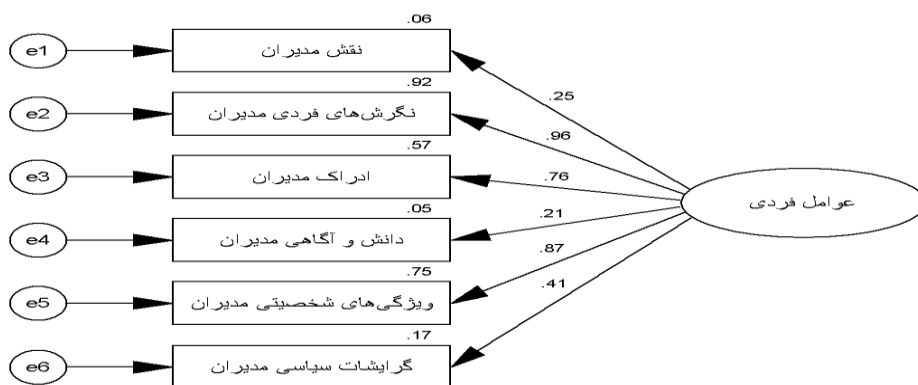 .06
e1
نقش مدیران
.25
.92
e2
نگرش‌های فردی مدیران
.96
.57
e3
ادراک مدیران
.76
عوامل فردی
.05
e4
دانش و آگاهی مدیران
.21
.75
e5
ویژگی‌های شخصیتی مدیران
.87
.17
e6
گرایشات سیاسی مدیران
.41